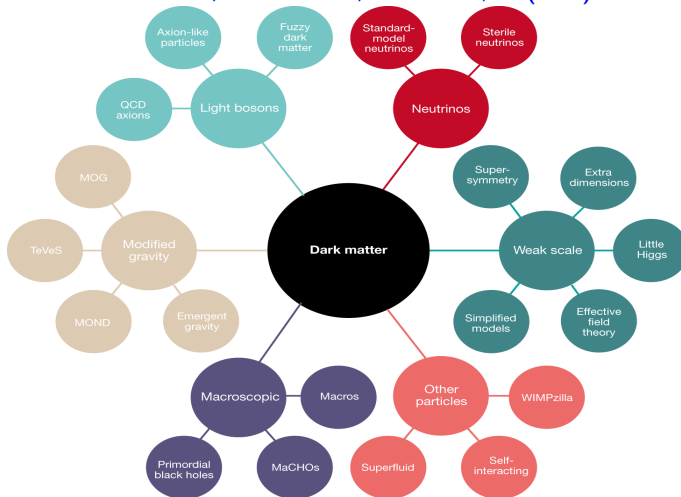 Axion-like
particles
Fuzzy
dark
matter
Standard-
model
neutrinos
Sterile
neutrinos
QCD
axions
Light bosons
Neutrinos
MOG
Super-
symmetry
Extra
dimensions
TeVeS
Modified
gravity
Dark matter
Weak scale
Little
Higgs
MOND
Emergent
gravity
Simplified
models
Effective
field
theory
Macroscopic
Macros
Other
particles
WIMPzilla
Primordial
black holes
MaCHOs
Superfluid
Self-
interacting